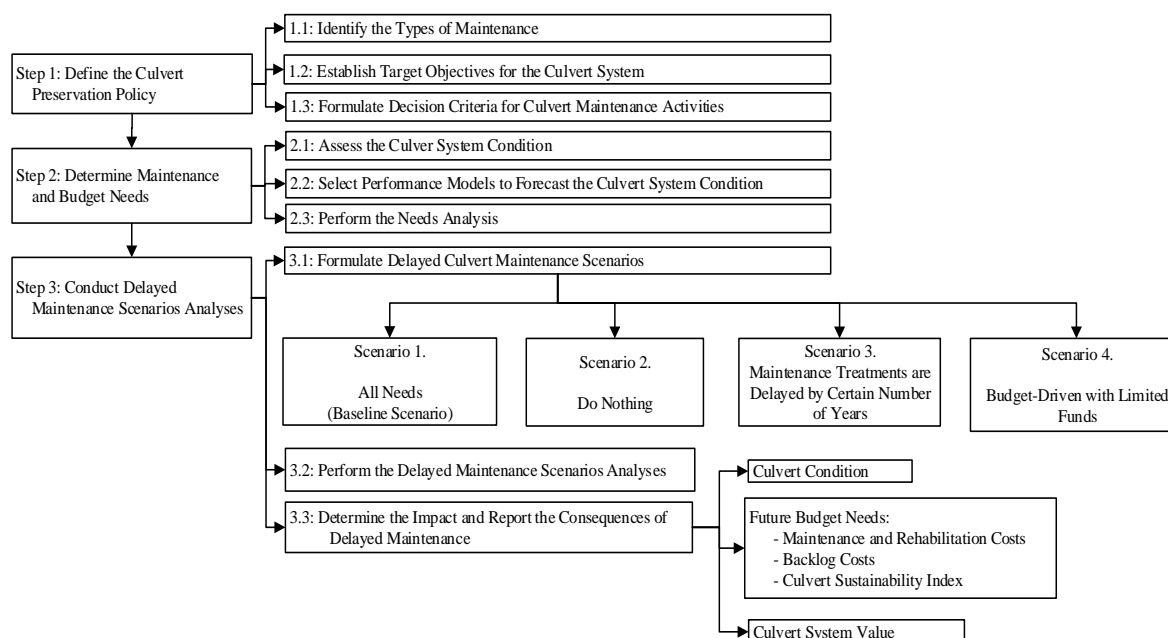 1.1: Identify the Types of Maintenance
Step 1: Define the Culvert
Preservation Policy
1.2: Establish Target Objectives for the Culvert System
1.3: Formulate Decision Criteria for Culvert Maintenance Activities
2.1: Assess the Culver System Condition
Step 2: Determine Maintenance
and Budget Needs
2.2: Select Performance Models to Forecast the Culvert System Condition
2.3: Perform the Needs Analysis
3.1: Formulate Delayed Culvert Maintenance Scenarios
Step 3: Conduct Delayed
Maintenance Scenarios Analyses
Scenario 1.
All Needs
(Baseline Scenario)
Scenario 2.
Do Nothing
Scenario 3.
Maintenance Treatments are
Delayed by Certain Number
of Years
Scenario 4.
Budget-Driven with Limited
Funds
3.2: Perform the Delayed Maintenance Scenarios Analyses
3.3: Determine the Impact and Report the Consequences of
Delayed Maintenance
Culvert Condition
Future Budget Needs:
- Maintenance and Rehabilitation Costs
- Backlog Costs
- Culvert Sustainability Index
Culvert System Value